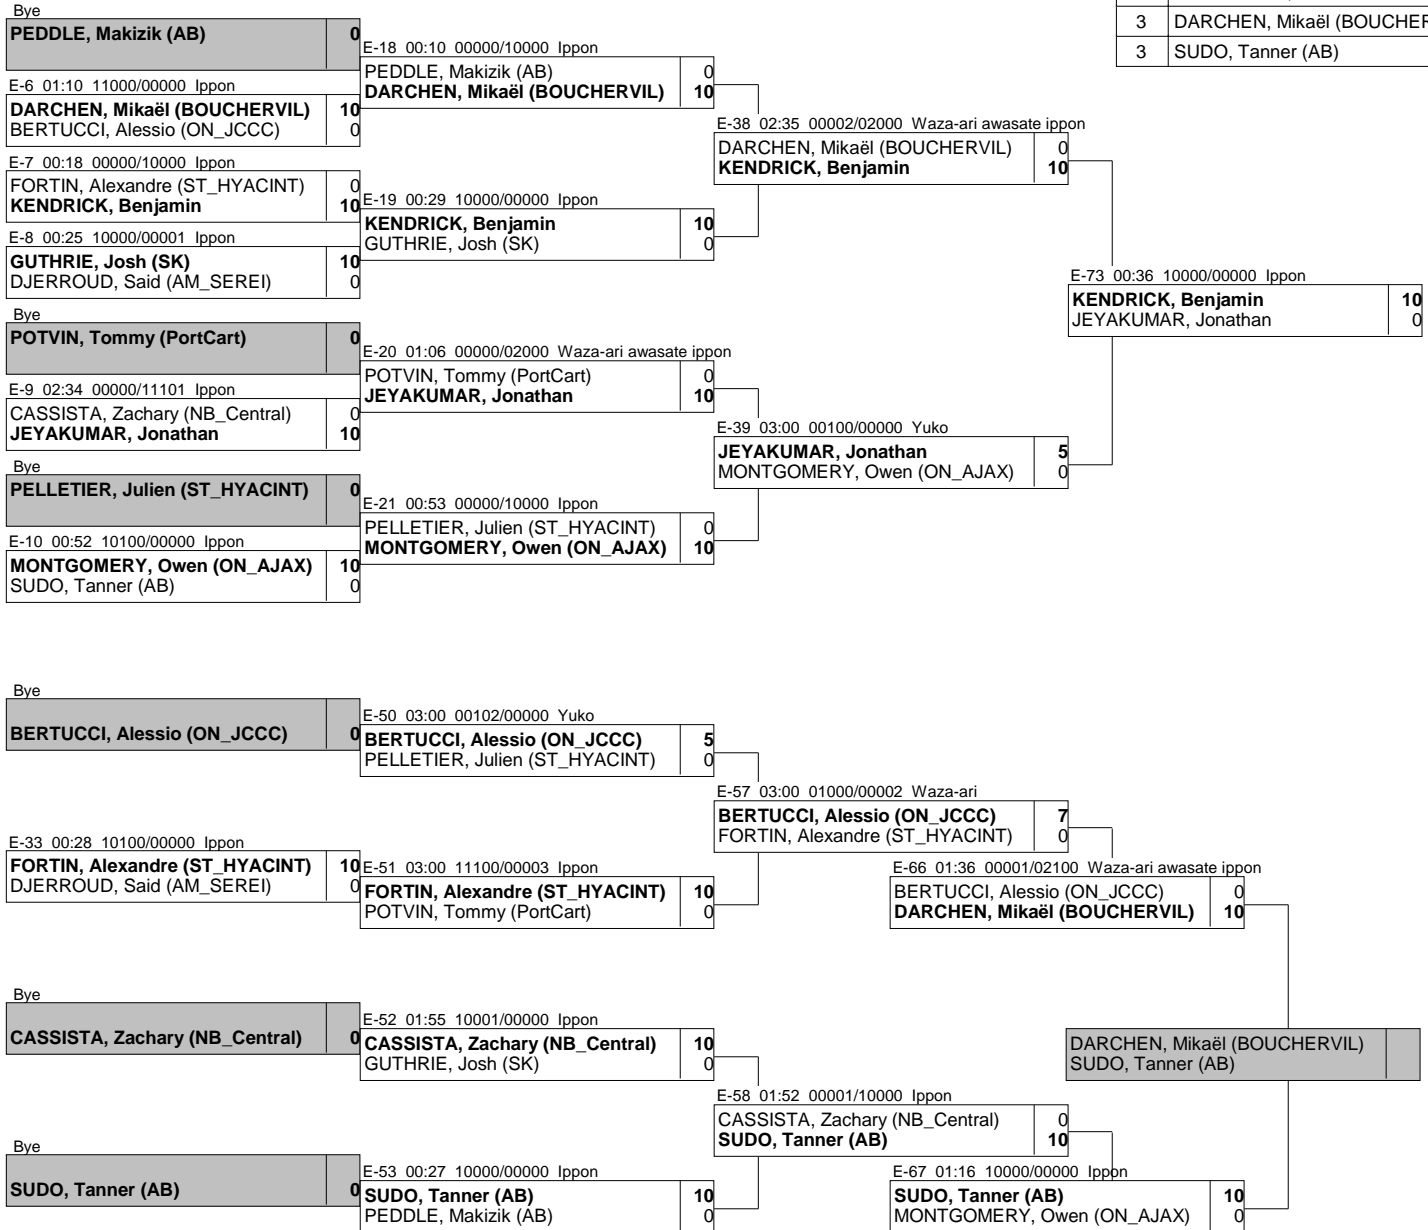 Bye
PEDDLE, Makizik (AB) 0
E-6 01:10 11000/00000 Ippon
DARCHEN, Mikaël (BOUCHERVIL) 10
BERTUCCI, Alessio (ON_JCCC) 0
E-7 00:18 00000/10000 Ippon
FORTIN, Alexandre (ST_HYACINT) 0
KENDRICK, Benjamin 10
E-8 00:25 10000/00001 Ippon
GUTHRIE, Josh (SK) 10
DJERROUD, Said (AM_SEREI) 0
Bye
POTVIN, Tommy (PortCart) 0
E-9 02:34 00000/11101 Ippon
CASSISTA, Zachary (NB_Central) 0
JEYAKUMAR, Jonathan 10
Bye
PELLETIER, Julien (ST_HYACINT) 0
E-10 00:52 10100/00000 Ippon
MONTGOMERY, Owen (ON_AJAX) 10
SUDO, Tanner (AB) 0
E-18 00:10 00000/10000 Ippon
PEDDLE, Makizik (AB) 0
DARCHEN, Mikaël (BOUCHERVIL) 10
E-19 00:29 10000/00000 Ippon
KENDRICK, Benjamin 10
GUTHRIE, Josh (SK) 0
E-20 01:06 00000/02000 Waza-ari awasate ippon
POTVIN, Tommy (PortCart) 0
JEYAKUMAR, Jonathan 10
E-21 00:53 00000/10000 Ippon
PELLETIER, Julien (ST_HYACINT) 0
MONTGOMERY, Owen (ON_AJAX) 10
E-38 02:35 00002/02000 Waza-ari awasate ippon
DARCHEN, Mikaël (BOUCHERVIL) 0
KENDRICK, Benjamin 10
E-39 03:00 00100/00000 Yuko
JEYAKUMAR, Jonathan 5
MONTGOMERY, Owen (ON_AJAX) 0
E-73 00:36 10000/00000 Ippon
KENDRICK, Benjamin 10
JEYAKUMAR, Jonathan 0
3 DARCHEN, Mikaël (BOUCHER
3 SUDO, Tanner (AB)
Bye
BERTUCCI, Alessio (ON_JCCC) 0
E-33 00:28 10100/00000 Ippon
FORTIN, Alexandre (ST_HYACINT) 10
DJERROUD, Said (AM_SEREI) 0
Bye
CASSISTA, Zachary (NB_Central) 0
Bye
SUDO, Tanner (AB) 0
E-50 03:00 00102/00000 Yuko
BERTUCCI, Alessio (ON_JCCC) 5
PELLETIER, Julien (ST_HYACINT) 0
E-51 03:00 11100/00003 Ippon
FORTIN, Alexandre (ST_HYACINT) 10
POTVIN, Tommy (PortCart) 0
E-52 01:55 10001/00000 Ippon
CASSISTA, Zachary (NB_Central) 10
GUTHRIE, Josh (SK) 0
E-53 00:27 10000/00000 Ippon
SUDO, Tanner (AB) 10
PEDDLE, Makizik (AB) 0
E-57 03:00 01000/00002 Waza-ari
BERTUCCI, Alessio (ON_JCCC) 7
FORTIN, Alexandre (ST_HYACINT) 0
E-58 01:52 00001/10000 Ippon
CASSISTA, Zachary (NB_Central) 0
SUDO, Tanner (AB) 10
E-66 01:36 00001/02100 Waza-ari awasate ippon
BERTUCCI, Alessio (ON_JCCC) 0
DARCHEN, Mikaël (BOUCHERVIL) 10
E-67 01:16 10000/00000 Ippon
SUDO, Tanner (AB) 10
MONTGOMERY, Owen (ON_AJAX) 0
DARCHEN, Mikaël (BOUCHERVIL)
SUDO, Tanner (AB)